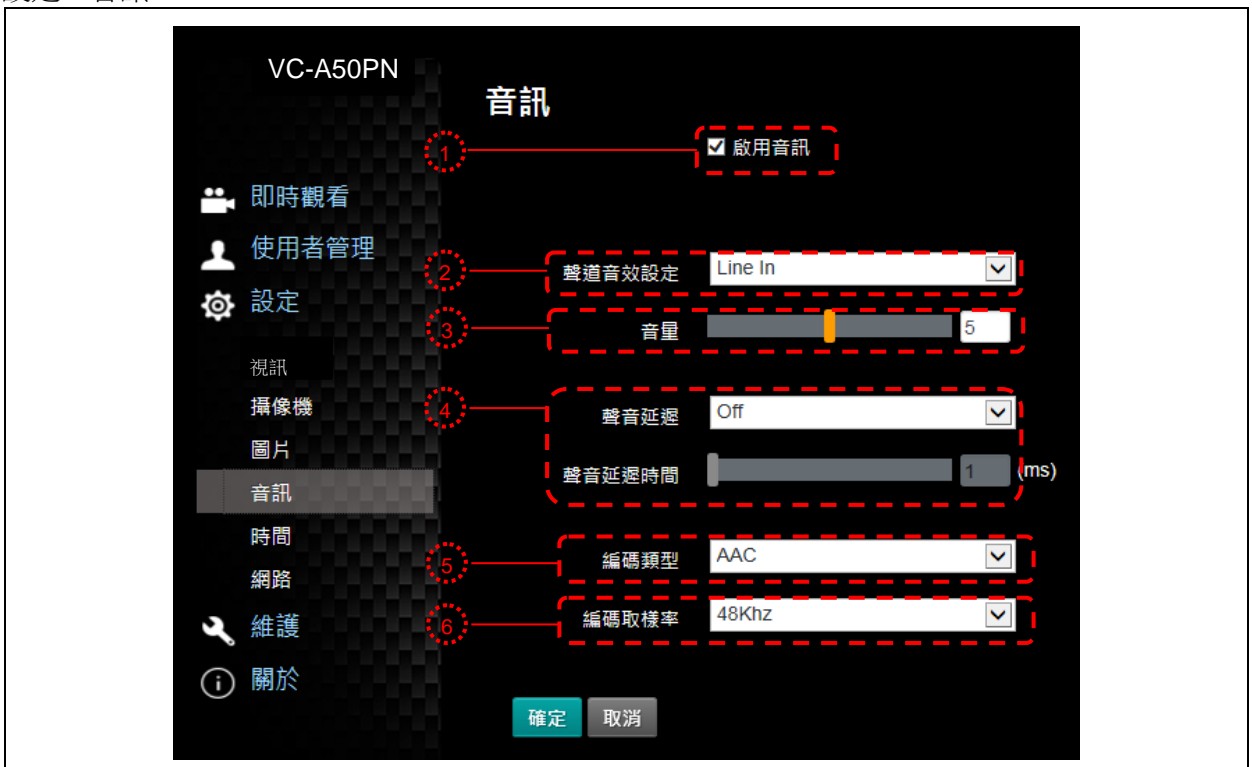 VC-A50PN
音訊
1
啟用音訊
即時觀看
使用者管理
設定
視訊
攝像機
圖片
音訊
時間
網路
維護
關於
2
聲道音效設定
Line In
3
音量
5
4
聲音延遲
Off
聲音延遲時間
1
(ms)
5
編碼類型
AAC
6
編碼取樣率
48Khz
確定
取消